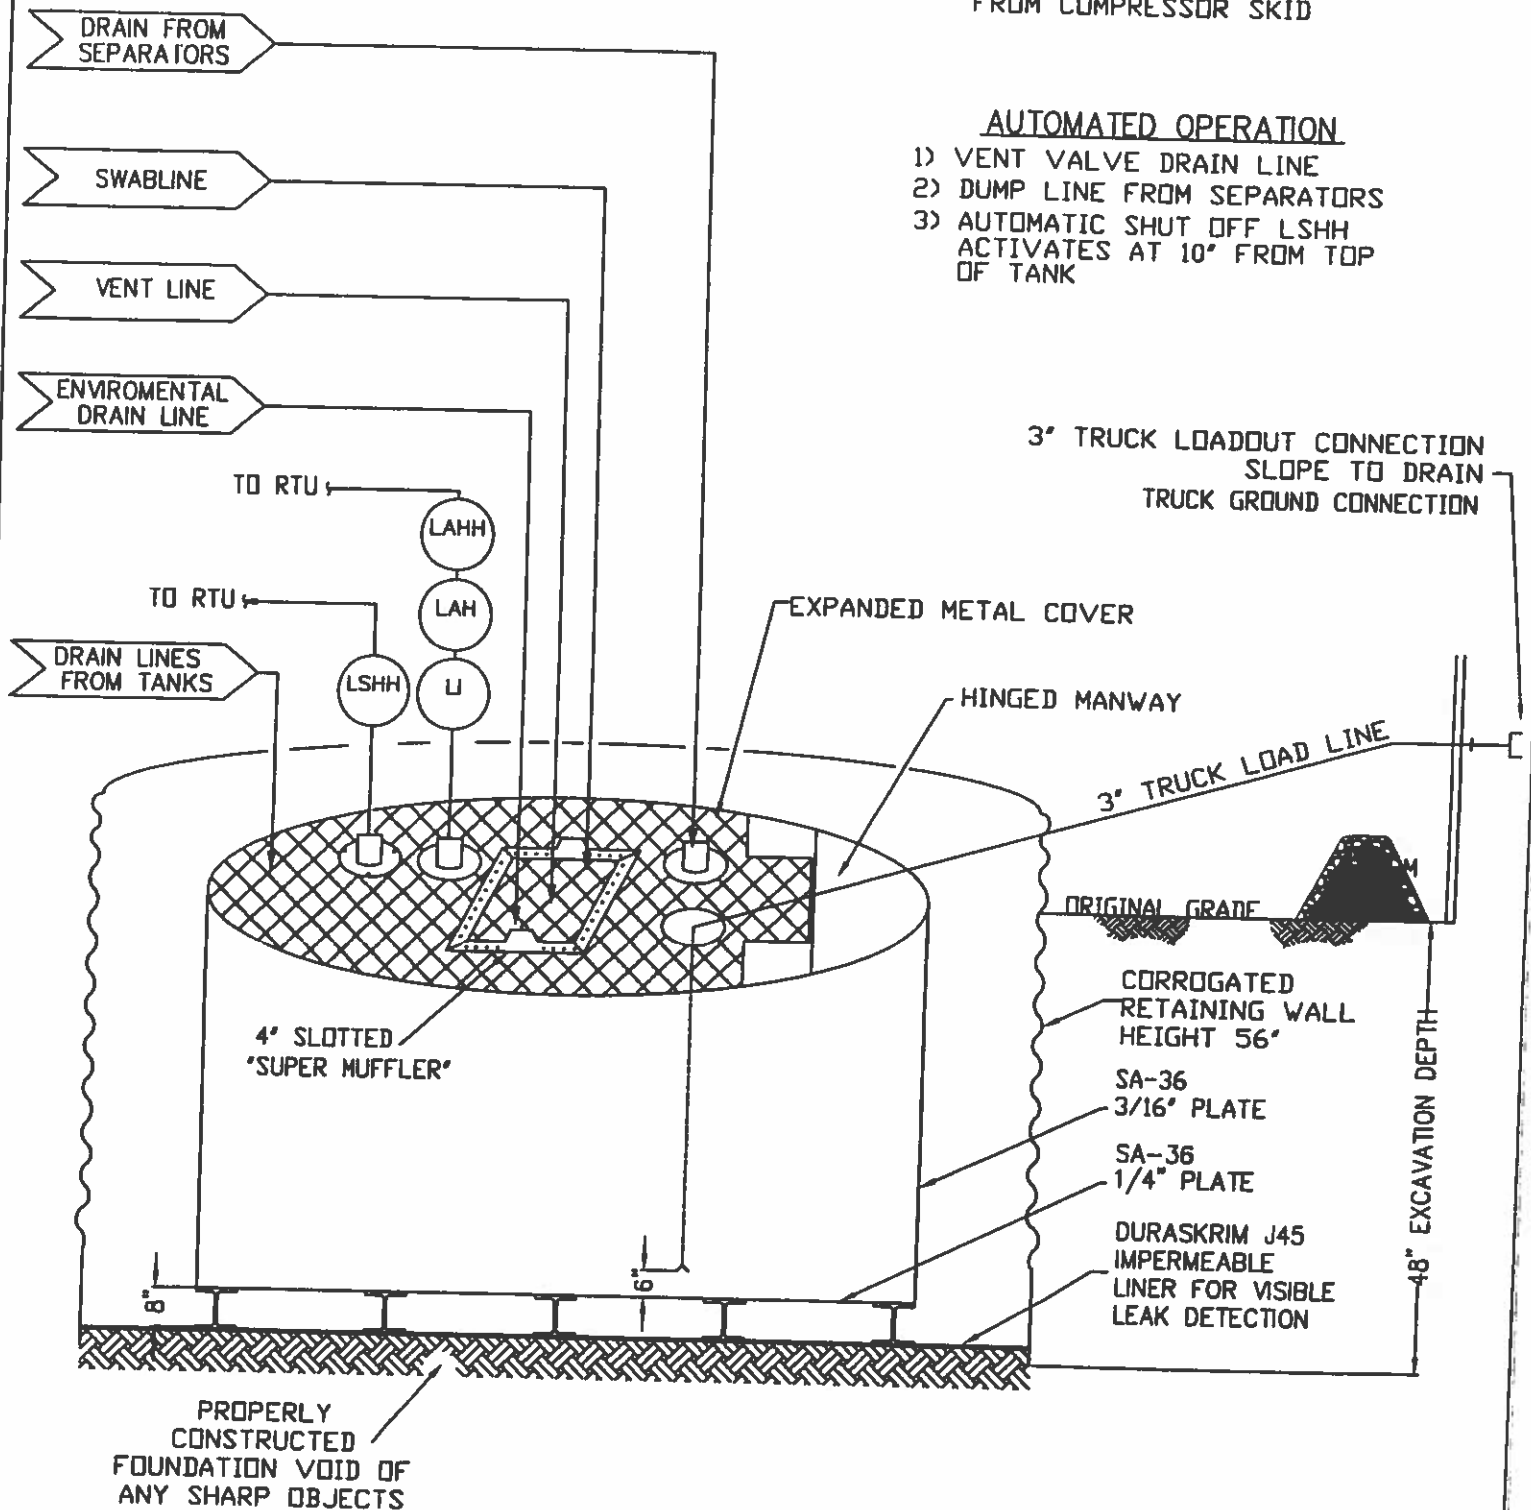 FROM COMPRESSOR SKID
DRAIN FROM
SEPARATORS
AUTOMATED OPERATION
1) VENT VALVE DRAIN LINE
2) DUMP LINE FROM SEPARATORS
3) AUTOMATIC SHUT OFF LSHH
ACTIVATES AT 10" FROM TOP
OF TANK
SWABLINE
VENT LINE
ENVIROMENTAL
DRAIN LINE
3" TRUCK LOADOUT CONNECTION
SLOPE TO DRAIN
TRUCK GROUND CONNECTION
TO RTU
LAHH
TO RTU
LAH
EXPANDED METAL COVER
DRAIN LINES
FROM TANKS
LSHH
LI
HINGED MANWAY
3" TRUCK LOAD LINE
M
ORIGINAL GRADE
CORROGATED
RETAINING WALL
HEIGHT 56"
4" SLOTTED
"SUPER MUFFLER"
SA-36
3/16" PLATE
SA-36
1/4" PLATE
48" EXCAVATION DEPTH
DURASKRIM J45
IMPERMEABLE
LINER FOR VISIBLE
LEAK DETECTION
8"
6"
PROPERLY
CONSTRUCTED
FOUNDATION VOID OF
ANY SHARP OBJECTS